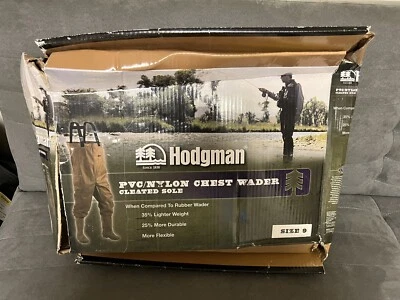 Hodgman
SINCE 1838
PVC/NYLON CHEST WADER
CLEATED SOLE
When Compared To Rubber Wader
35% Lighter Weight
25% More Durable
More Flexible
SIZE 9